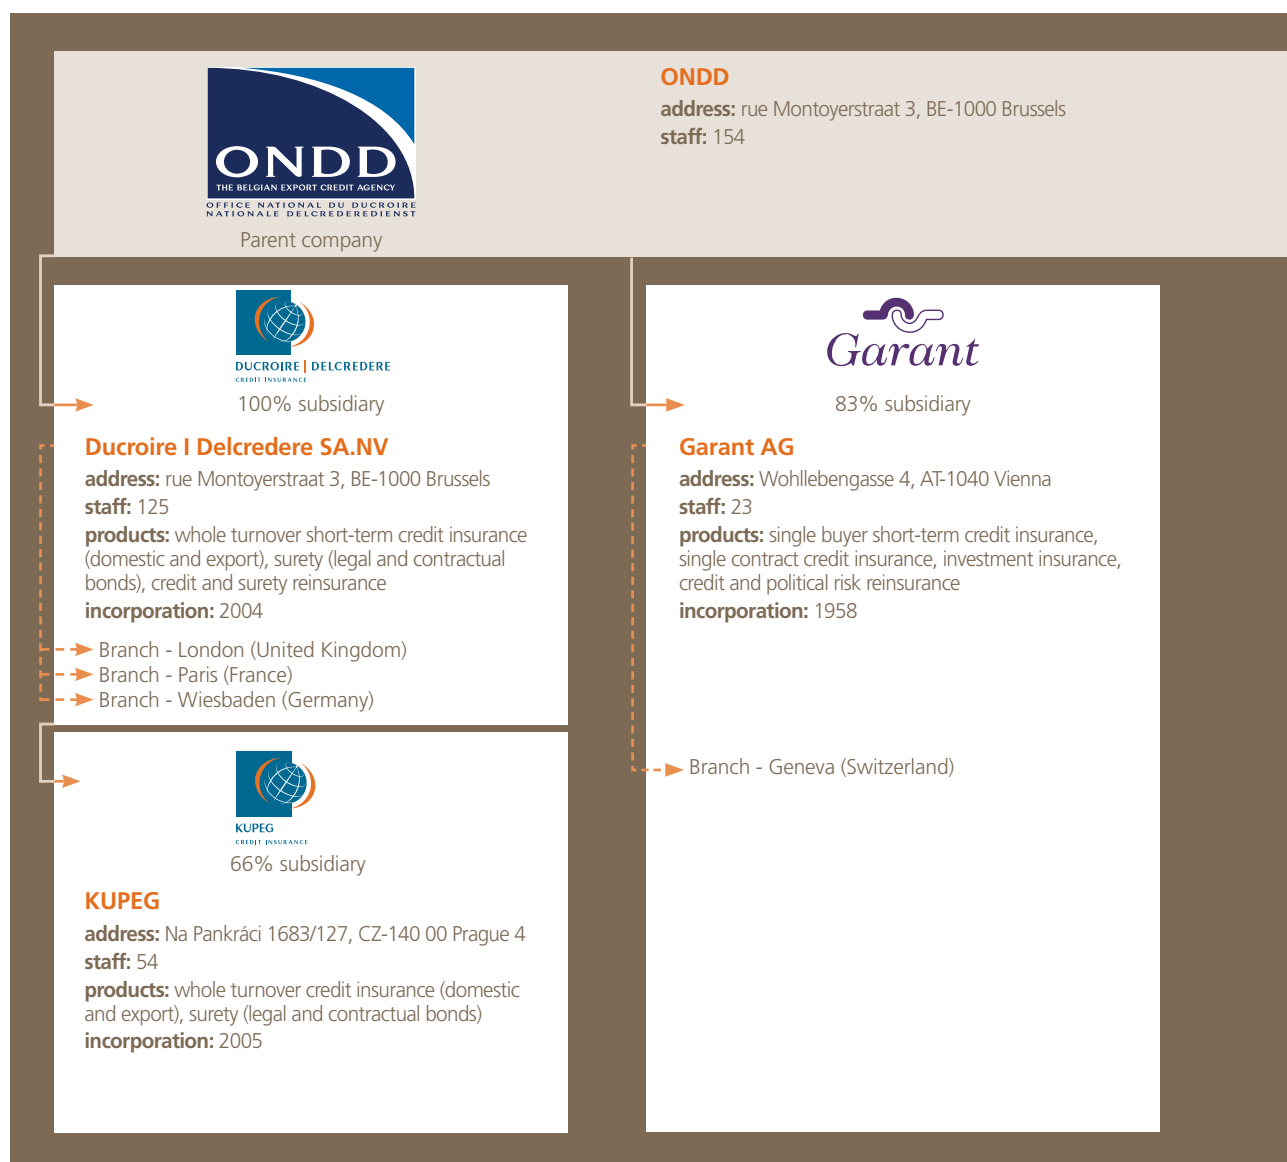 ONDD
THE BELGIAN EXPORT CREDIT AGENCY
OFFICE NATIONAL DU DUCROIRE
NATIONALE DELCREDEREDIENST
Parent company
ONDD
address: rue Montoyerstraat 3, BE-1000 Brussels
staff: 154
DUCROIRE | DELCREDERE
CREDIT INSURANCE
100% subsidiary
Ducroire I Delcredere SA.NV
address: rue Montoyerstraat 3, BE-1000 Brussels
staff: 125
products: whole turnover short-term credit insurance
(domestic and export), surety (legal and contractual
bonds), credit and surety reinsurance
incorporation: 2004
Branch - London (United Kingdom)
Branch - Paris (France)
Branch - Wiesbaden (Germany)
KUPEG
CREDIT INSURANCE
66% subsidiary
KUPEG
address: Na Pankráci 1683/127, CZ-140 00 Prague 4
staff: 54
products: whole turnover credit insurance (domestic
and export), surety (legal and contractual bonds)
incorporation: 2005
Garant
83% subsidiary
Garant AG
address: Wohllebengasse 4, AT-1040 Vienna
staff: 23
products: single buyer short-term credit insurance,
single contract credit insurance, investment insurance,
credit and political risk reinsurance
incorporation: 1958
Branch - Geneva (Switzerland)